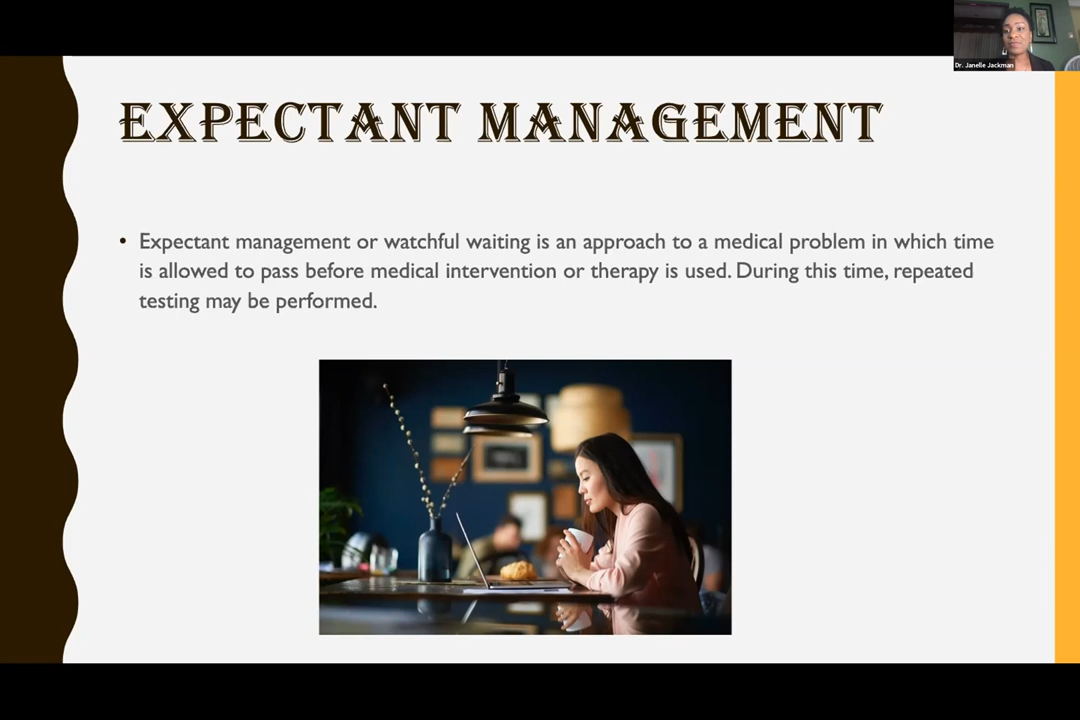 Dr. Janelle Jackman
EXPECTANT MANAGEMENT
• Expectant management or watchful waiting is an approach to a medical problem in which time
is allowed to pass before medical intervention or therapy is used. During this time, repeated
testing may be performed.